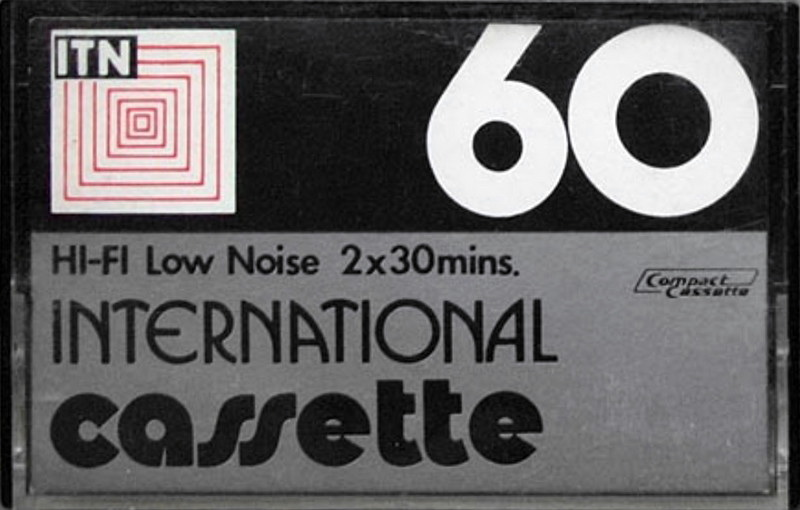 ITN
60
HI-FI Low Noise 2x30mins.
Compact
Cassette
INTERNATIONAL
cassette